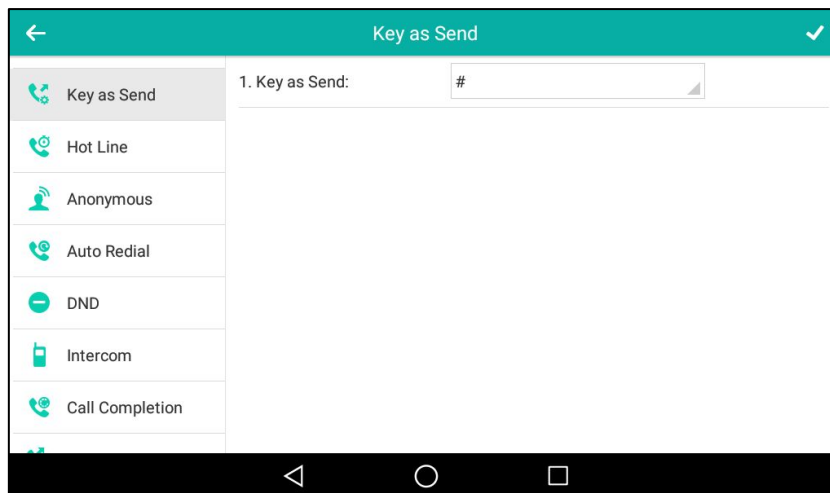 Key as Send
Key as Send
1. Key as Send: #
Hot Line
Anonymous
Auto Redial
DND
Intercom
Call Completion